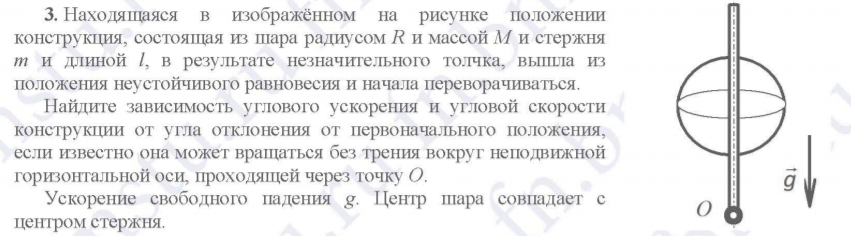 3. Находящаяся в изображённом на рисунке положении
конструкция, состоящая из шара радиусом R и массой M и стержня
m и длиной l, в результате незначительного толчка, вышла из
положения неустойчивого равновесия и начала переворачиваться.
Найдите зависимость углового ускорения и угловой скорости
конструкции от угла отклонения от первоначального положения,
если известно она может вращаться без трения вокруг неподвижной
горизонтальной оси, проходящей через точку O.
Ускорение свободного падения g. Центр шара совпадает с
центром стержня.
g
O